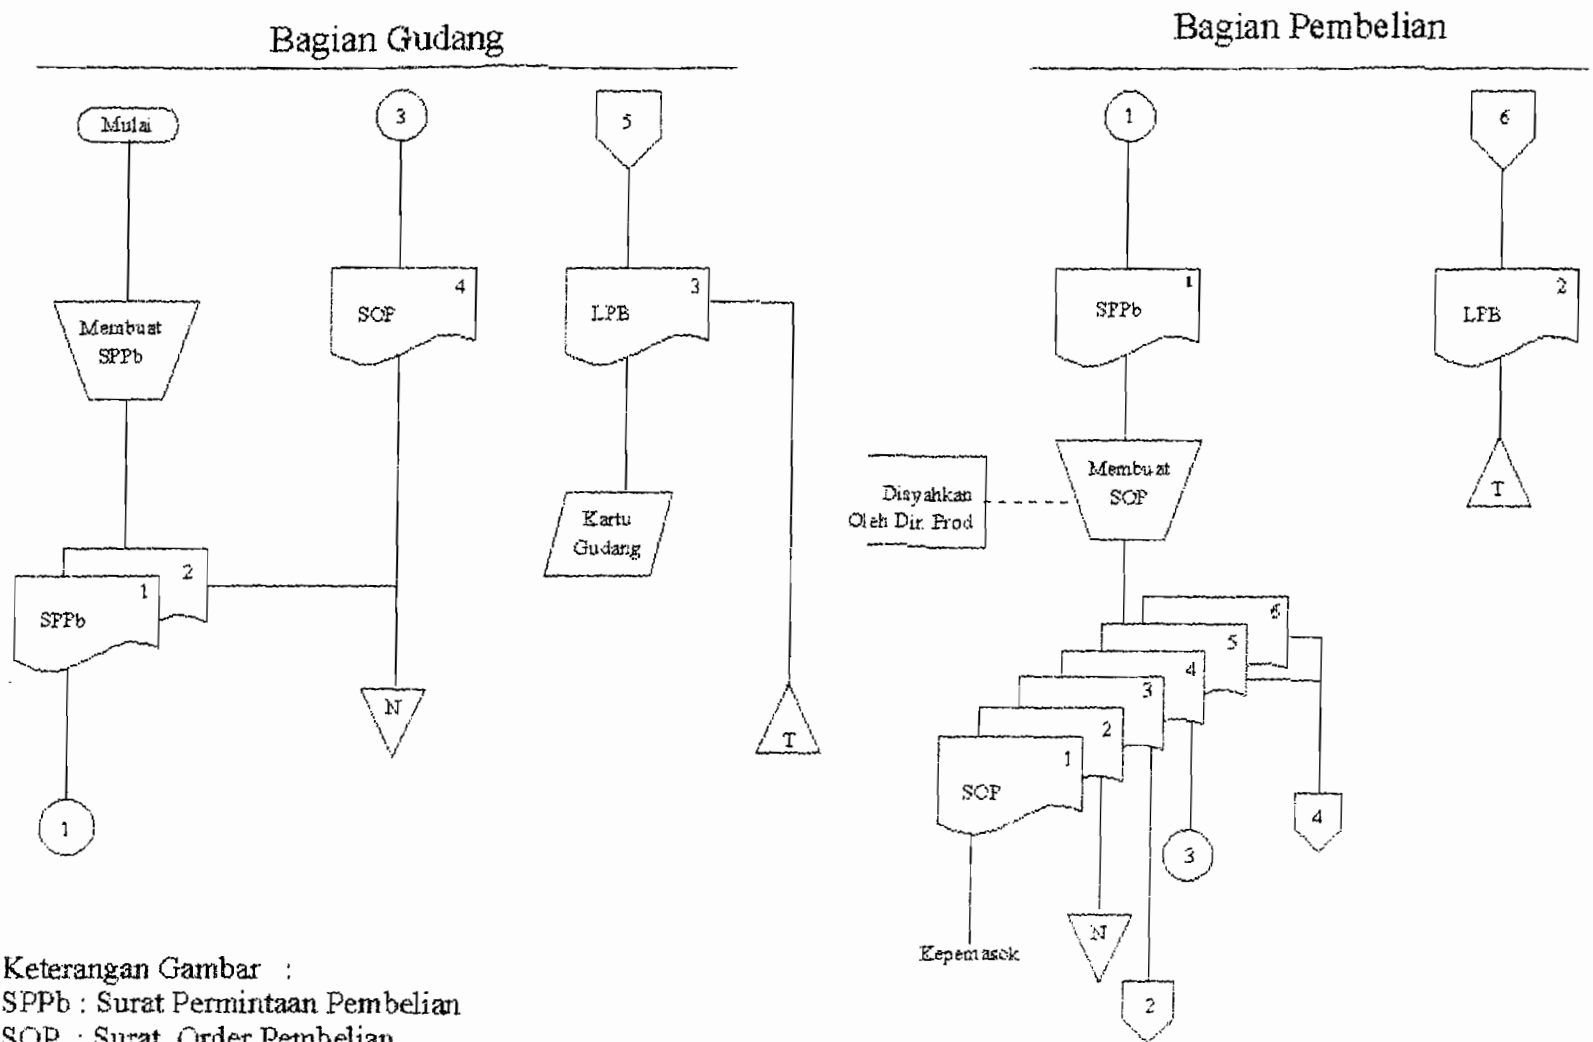 Bagian Gudang
Mulai
3
5
Membuat
SPPb
SOP
4
LPB
3
Kartu
Gudang
SPPb
1
2
N
T
1
Bagian Pembelian
1
6
SPPb
1
LPB
2
Membuat
SOP
Disyahkan
Oleh Dir. Prod
T
6
5
4
3
2
1
SOP
4
3
N
Kepemasok
2
Keterangan Gambar :
SPPb : Surat Permintaan Pembelian
SOP : Surat Order Pembelian